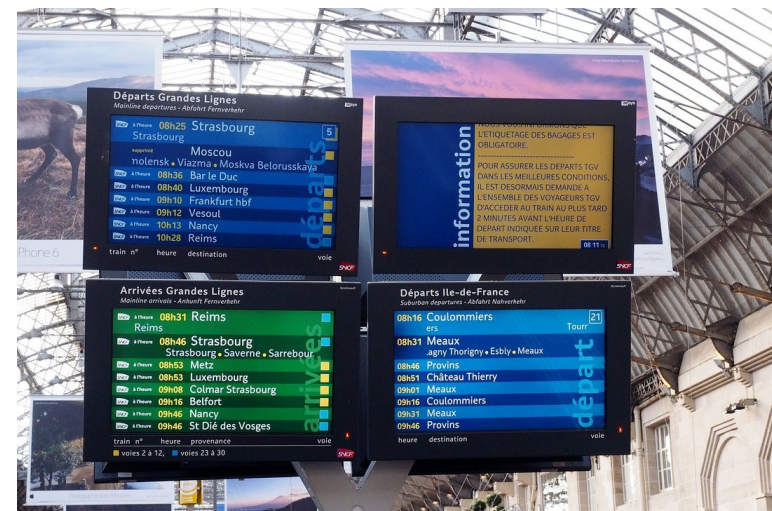 Départs Grandes Lignes
Mainline departures - Abfahrt Fernverkehr
à l'heure 08h25 Strasbourg 5
Strasbourg
supprimé Moscou
molensk • Viazma • Moskva Belorusskaya
à l'heure 08h36 Bar le Duc
à l'heure 08h40 Luxembourg
à l'heure 09h10 Frankfurt hbf
à l'heure 09h12 Vesoul
à l'heure 10h13 Nancy
à l'heure 10h28 Reims
départs
train n° heure destination voie
SNCF
information
L'ETIQUETAGE DES BAGAGES EST
OBLIGATOIRE.
POUR ASSURER LES DEPARTS TGV
DANS LES MEILLEURES CONDITIONS,
IL EST DESORMAIS DEMANDE A
L'ENSEMBLE DES VOYAGEURS TGV
D'ACCEDER AU TRAIN AU PLUS TARD
2 MINUTES AVANT L'HEURE DE
DEPART INDIQUEE SUR LEUR TITRE
DE TRANSPORT.
08 11
SNCF
iPhone 6
Arrivées Grandes Lignes
Mainline arrivals - Ankunft Fernverkehr
à l'heure 08h31 Reims
Reims
à l'heure 08h46 Strasbourg
Strasbourg • Saverne • Sarrebour
à l'heure 08h53 Metz
à l'heure 08h53 Luxembourg
à l'heure 09h08 Colmar Strasbourg
à l'heure 09h16 Belfort
à l'heure 09h46 Nancy
à l'heure 09h46 St Dié des Vosges
arrivées
train n° heure provenance voie
voies 2 à 12, voies 23 à 30
SNCF
Départs Ile-de-France
Suburban departures - Abfahrt Nahverkehr
08h16 Coulommiers 21
ers Tourr
08h31 Meaux
agny Thorigny • Esbly • Meaux
08h46 Provins
08h51 Château Thierry
09h01 Meaux
09h16 Coulommiers
09h31 Meaux
09h46 Provins
départ
heure destination voie